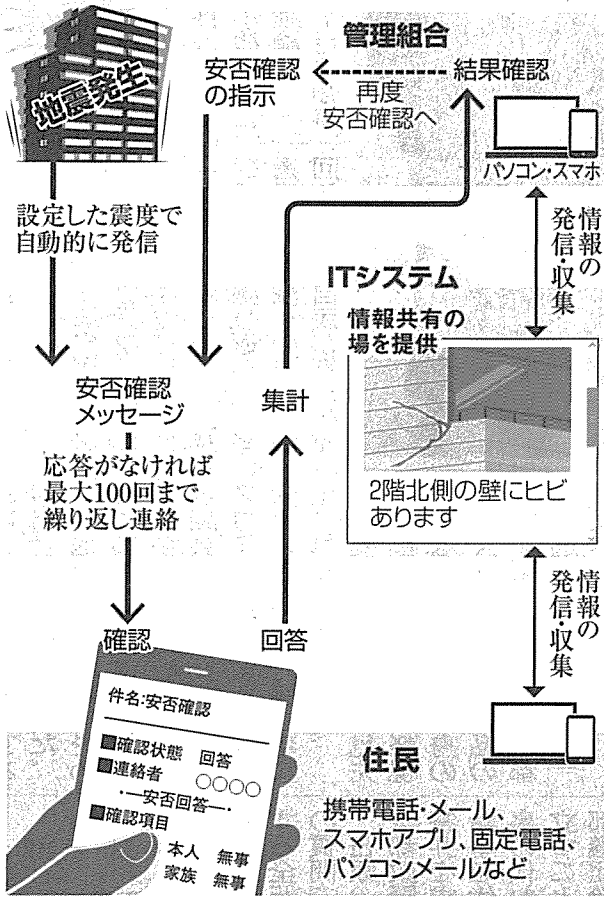 地震発生
管理組合
安否確認
の指示
結果確認
再度
安否確認へ
パソコン・スマホ
設定した震度で
自動的に発信
情報の
発信・収集
ITシステム
情報共有の
場を提供
2階北側の壁にヒビ
あります
安否確認
メッセージ
集計
応答がなければ
最大100回まで
繰り返し連絡
情報の
発信・収集
確認
回答
件名:安否確認
■確認状態 回答
■連絡者 ○○○○
・―安否回答―・
■確認項目
本人 無事
家族 無事
住民
携帯電話・メール、
スマホアプリ、固定電話、
パソコンメールなど